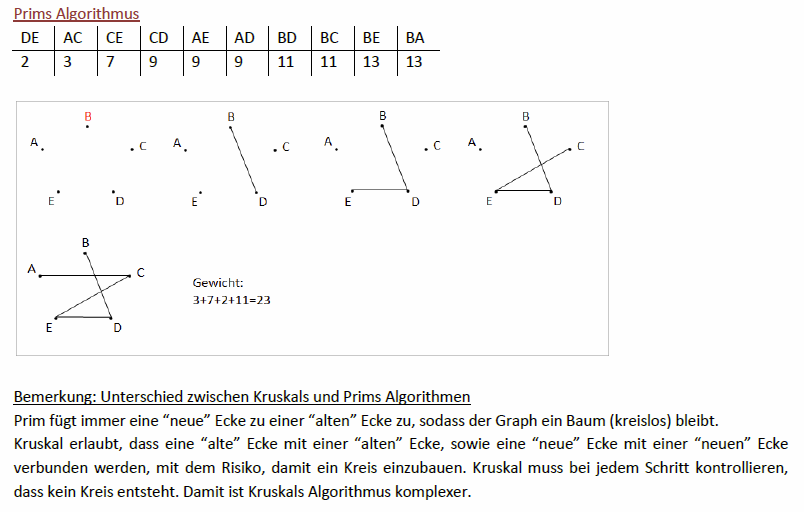 Prims Algorithmus
DE AC CE CD AE AD BD BC BE BA
2 3 7 9 9 9 11 11 13 13
B B B B
A C A C A C A C
E D E D E D E D
B
A C
E D
Gewicht:
3+7+2+11=23
Bemerkung: Unterschied zwischen Kruskals und Prims Algorithmen
Prim fügt immer eine “neue” Ecke zu einer “alten” Ecke zu, sodass der Graph ein Baum (kreislos) bleibt.
Kruskal erlaubt, dass eine “alte” Ecke mit einer “alten” Ecke, sowie eine “neue” Ecke mit einer “neuen” Ecke
verbunden werden, mit dem Risiko, damit ein Kreis einzubauen. Kruskal muss bei jedem Schritt kontrollieren,
dass kein Kreis entsteht. Damit ist Kruskals Algorithmus komplexer.